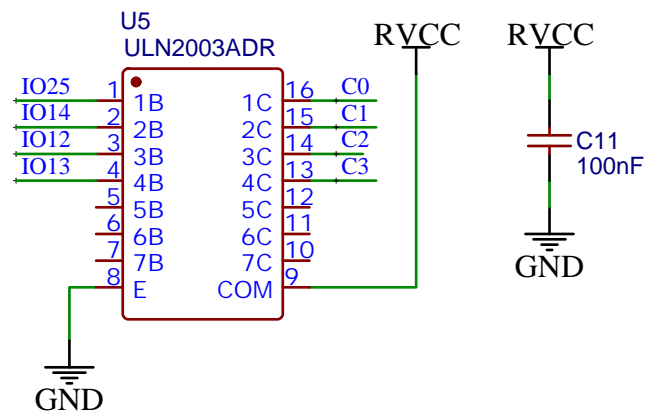 U5
ULN2003ADR
RVCC
RVCC
IO25 1 1B 1C 16 C0
IO14 2 2B 2C 15 C1
IO12 3 3B 3C 14 C2
IO13 4 4B 4C 13 C3
5 5B 5C 12
6 6B 6C 11
7 7B 7C 10
8 E COM 9
C11
100nF
GND
GND